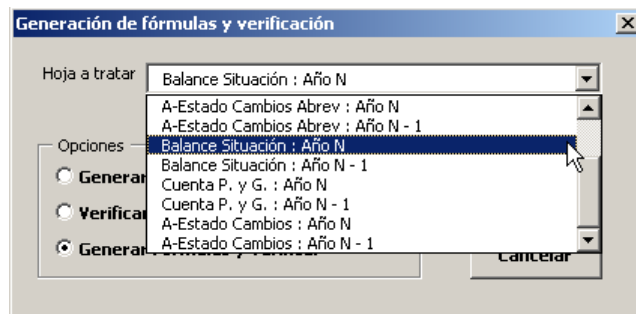 Generación de fórmulas y verificación
Hoja a tratar
Balance Situación : Año N
A-Estado Cambios Abrev : Año N
A-Estado Cambios Abrev : Año N - 1
Opciones
Balance Situación : Año N
Balance Situación : Año N - 1
Generar
Cuenta P. y G. : Año N
Cuenta P. y G. : Año N - 1
Verificar
A-Estado Cambios : Año N
A-Estado Cambios : Año N - 1
Generar
Cancelar